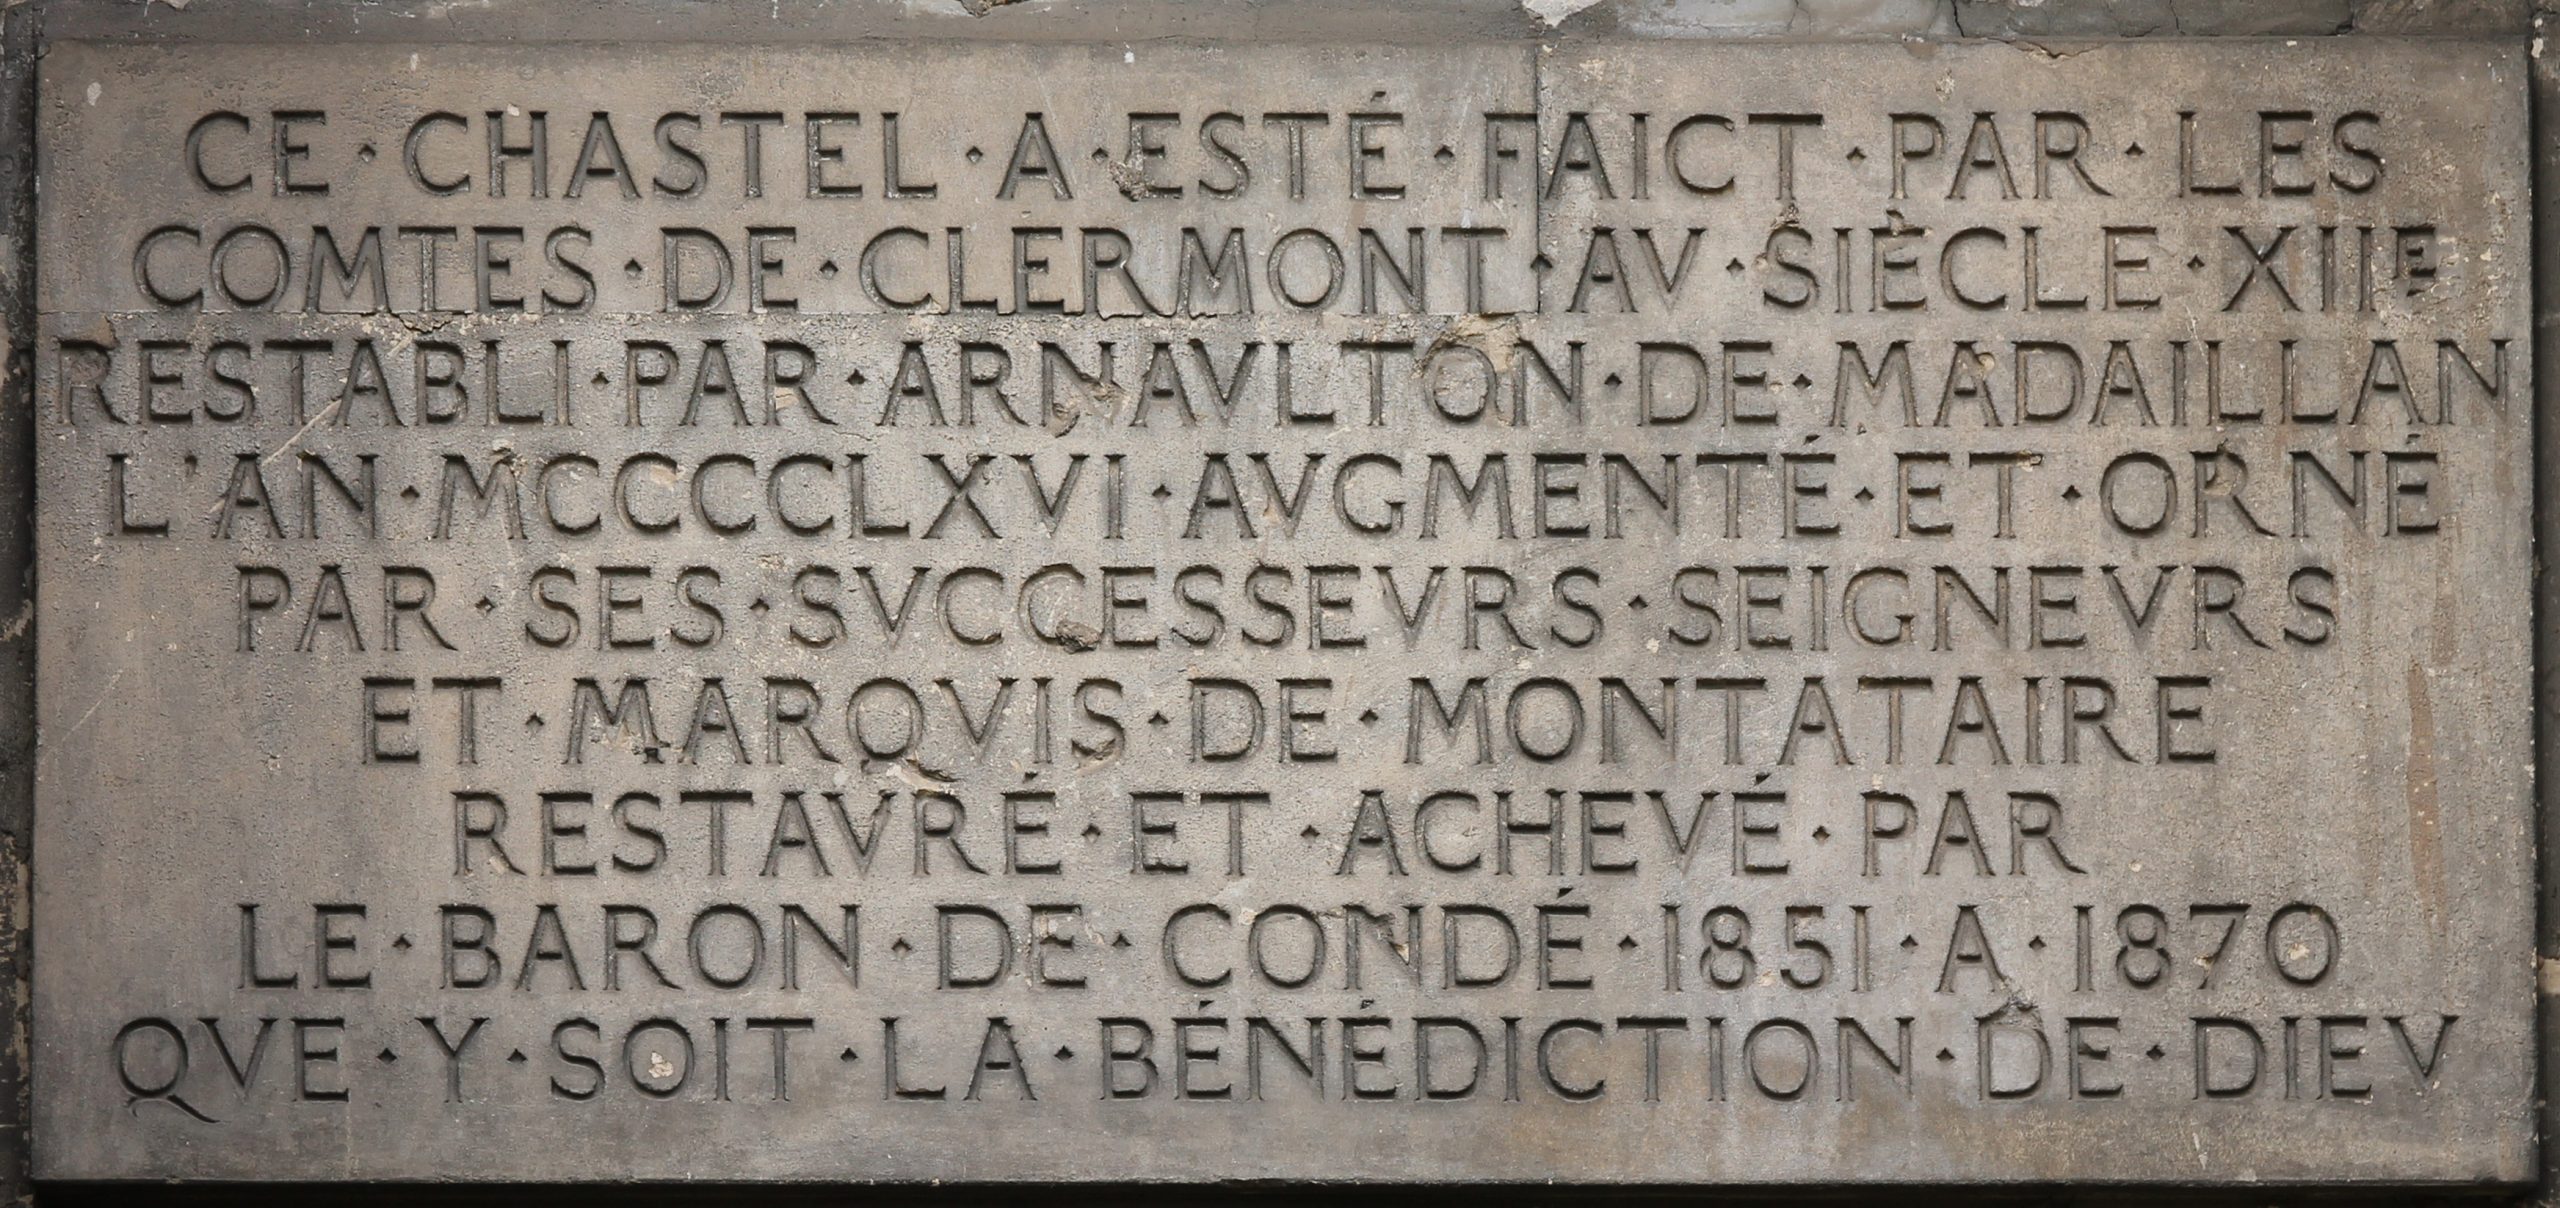 CE · CHASTEL · A · ESTÉ · FAICT · PAR · LES
COMTES · DE · CLERMONT · AV · SIÈCLE · XIIE
RESTABLI · PAR · ARNAVLTON · DE · MADAILLAN
L'AN · MCCCCCLXVI · AVGMENTÉ · ET · ORNÉ
PAR · SES · SVCCESSEVRS · SEIGNEVRS
ET · MARQVIS · DE · MONTATAIRE
RESTAVRÉ · ET · ACHEVÉ · PAR
LE · BARON · DE · CONDÉ · 1851 · A · 1870
QVE · Y · SOIT · LA · BÉNÉDICTION · DE · DIEV